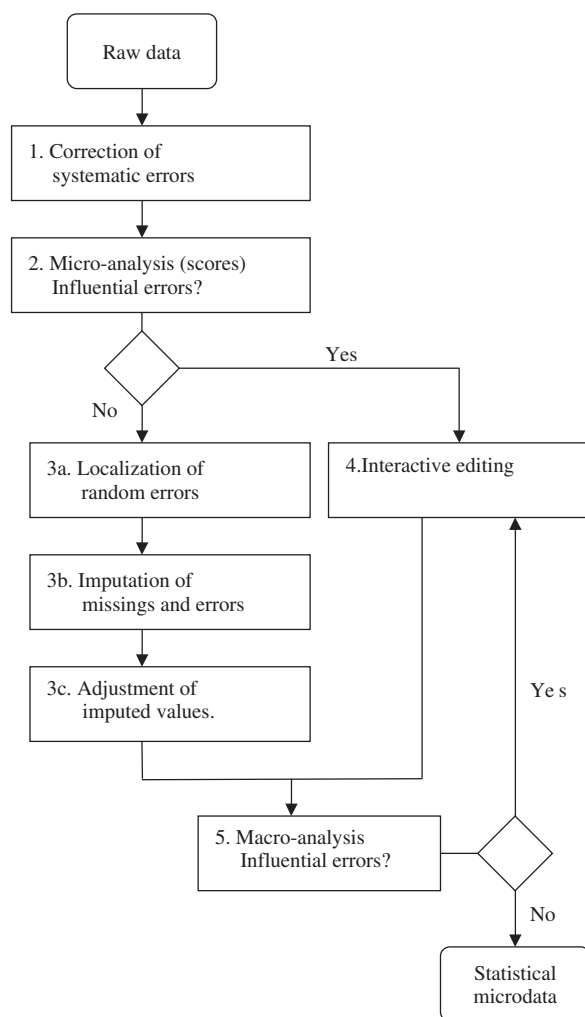 Raw data
1. Correction of
systematic errors
2. Micro-analysis (scores)
Influential errors?
Yes
No
3a. Localization of
random errors
4.Interactive editing
3b. Imputation of
missings and errors
3c. Adjustment of
imputed values.
Ye s
5. Macro-analysis
Influential errors?
No
Statistical
microdata